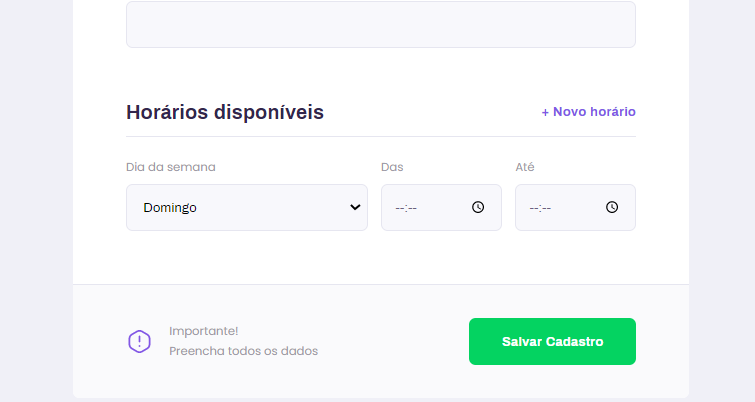 Horários disponíveis
+ Novo horário
Dia da semana
Das
Até
Domingo
--:--
--:--
Importante!
Preencha todos os dados
Salvar Cadastro